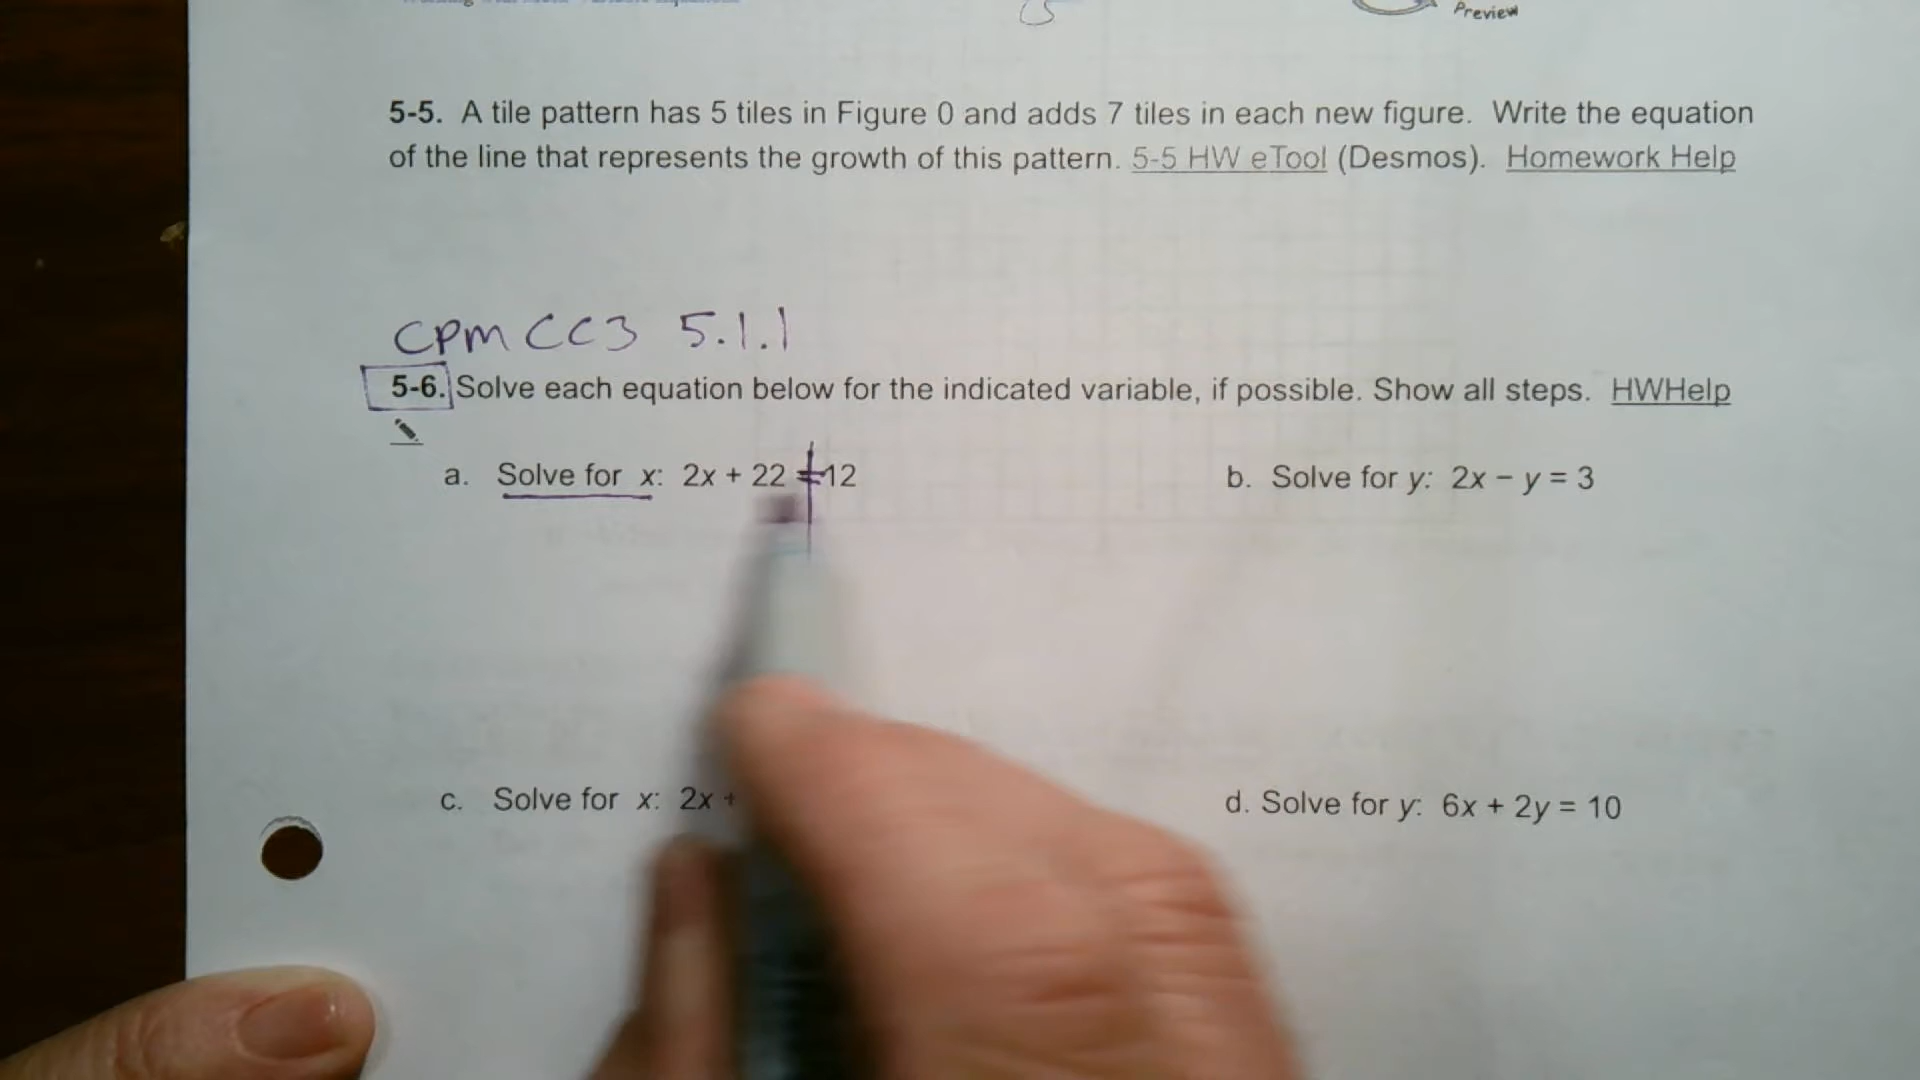 Preview
5-5. A tile pattern has 5 tiles in Figure 0 and adds 7 tiles in each new figure. Write the equation
of the line that represents the growth of this pattern. 5-5 HW eTool (Desmos). Homework Help
CPM CC3 5.1.1
5-6. Solve each equation below for the indicated variable, if possible. Show all steps. HWHelp
a. Solve for x: 2x + 22 = 12
b. Solve for y: 2x − y = 3
c. Solve for x: 2x +
d. Solve for y: 6x + 2y = 10